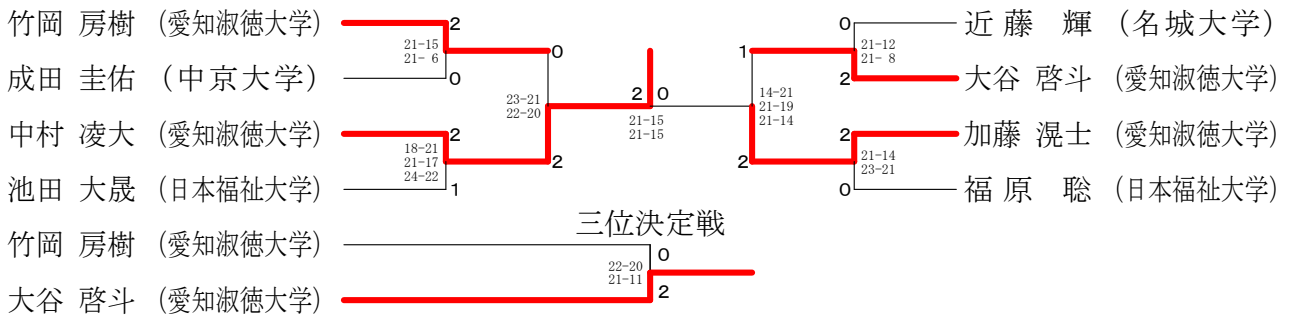 竹岡 房樹 (愛知淑徳大学) 2 0 近藤 輝 (名城大学)
21-15 0 1 21-12
21- 6 21- 8
成田 圭佑 (中京大学) 0 2 大谷 啓斗 (愛知淑徳大学)
23-21 2 0 14-21
22-20 21-15 21-19
21-15 21-14
中村 凌大 (愛知淑徳大学) 2 2 加藤 滉士 (愛知淑徳大学)
18-21 2 2 21-14
21-17 23-21
24-22
池田 大晟 (日本福祉大学) 1 0 福原 聡 (日本福祉大学)
三位決定戦
竹岡 房樹 (愛知淑徳大学) 0
22-20
21-11
大谷 啓斗 (愛知淑徳大学) 2